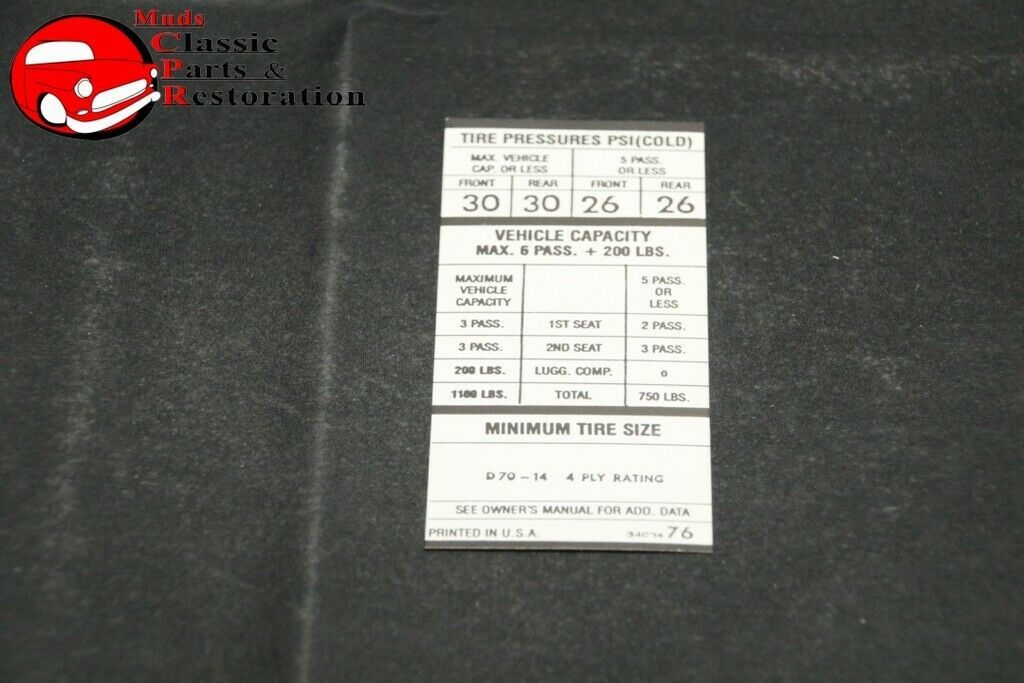 Muds
Classic
Parts &
Restoration
TIRE PRESSURES PSI(COLD)
MAX. VEHICLE
CAP. OR LESS
5 PASS.
OR LESS
FRONT REAR FRONT REAR
30 30 26 26
VEHICLE CAPACITY
MAX. 6 PASS. + 200 LBS.
MAXIMUM
VEHICLE
CAPACITY
5 PASS.
OR
LESS
3 PASS. 1ST SEAT 2 PASS.
3 PASS. 2ND SEAT 3 PASS.
200 LBS. LUGG. COMP. 0
1100 LBS. TOTAL 750 LBS.
MINIMUM TIRE SIZE
D70-14 4 PLY RATING
SEE OWNER'S MANUAL FOR ADD. DATA
PRINTED IN U.S.A. 76